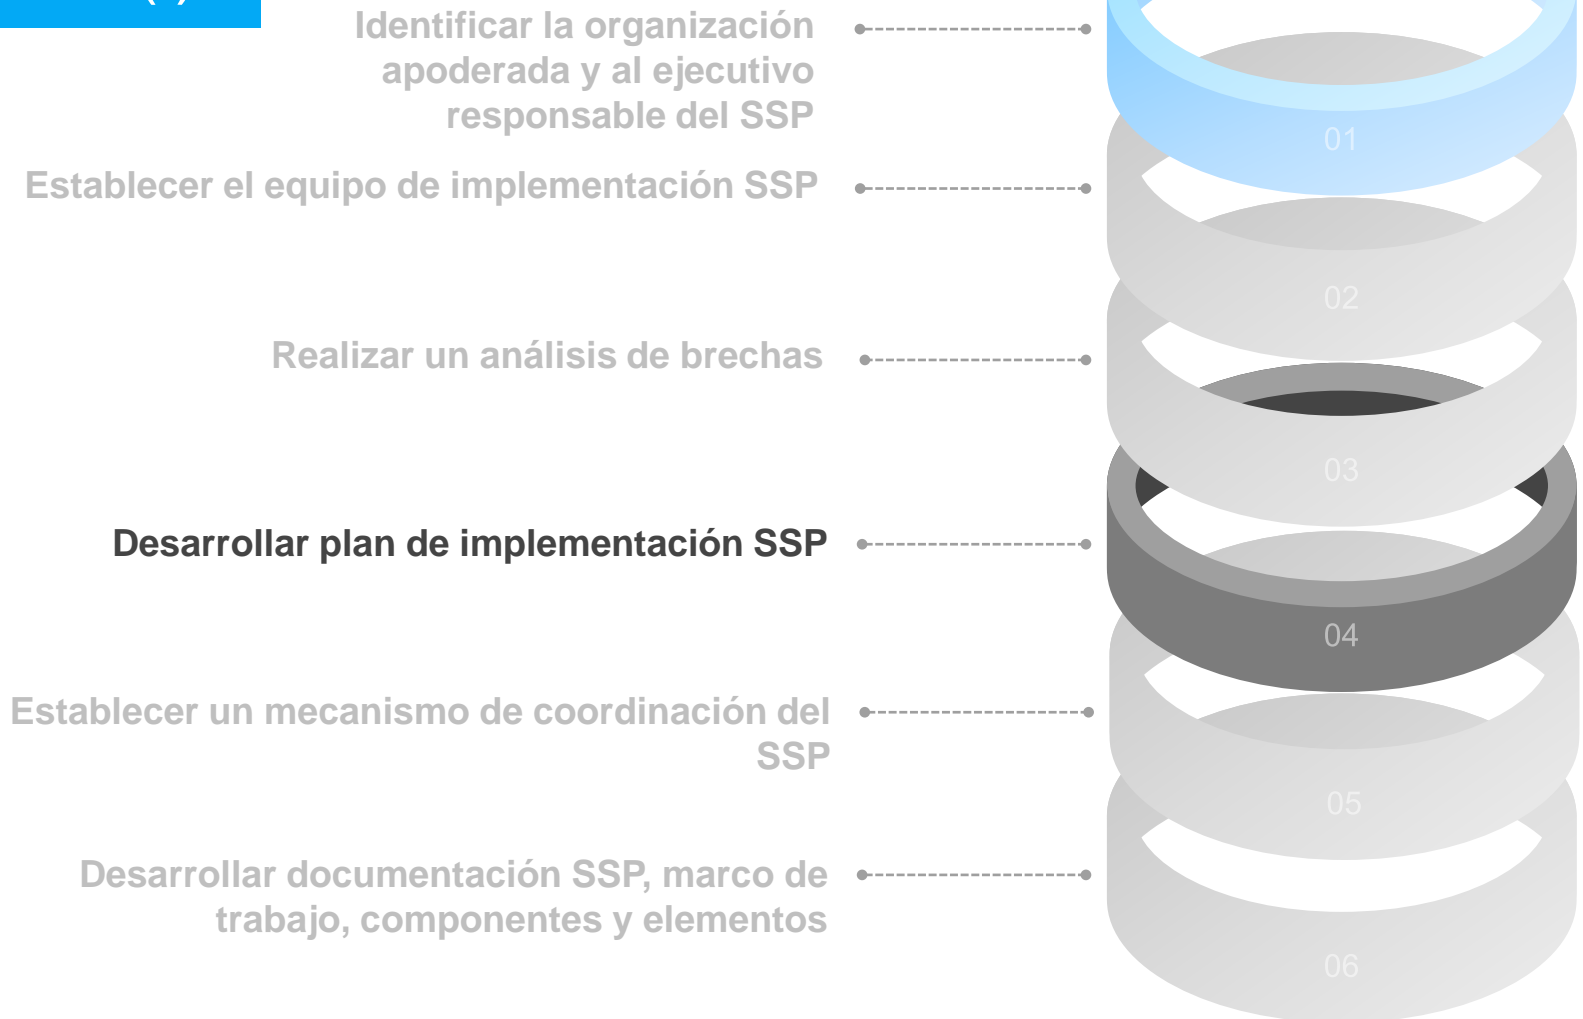 Identificar la organización
apoderada y al ejecutivo
responsable del SSP
01
Establecer el equipo de implementación SSP
02
Realizar un análisis de brechas
03
Desarrollar plan de implementación SSP
04
Establecer un mecanismo de coordinación del
SSP
05
Desarrollar documentación SSP, marco de
trabajo, componentes y elementos
06